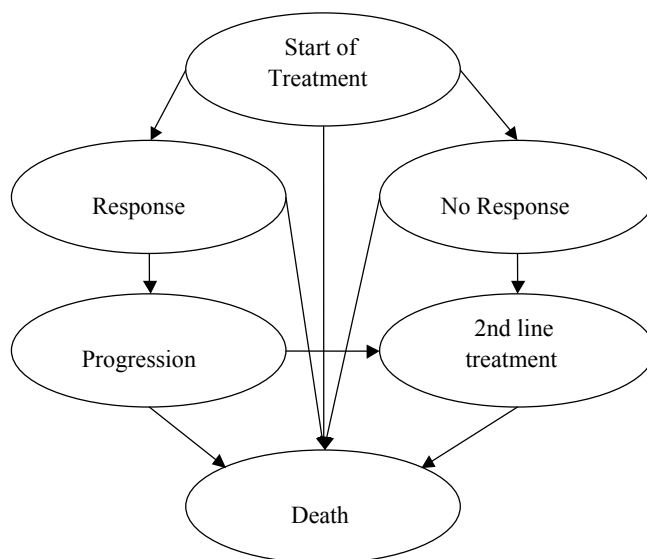 Start of
Treatment
Response
No Response
Progression
2nd line
treatment
Death